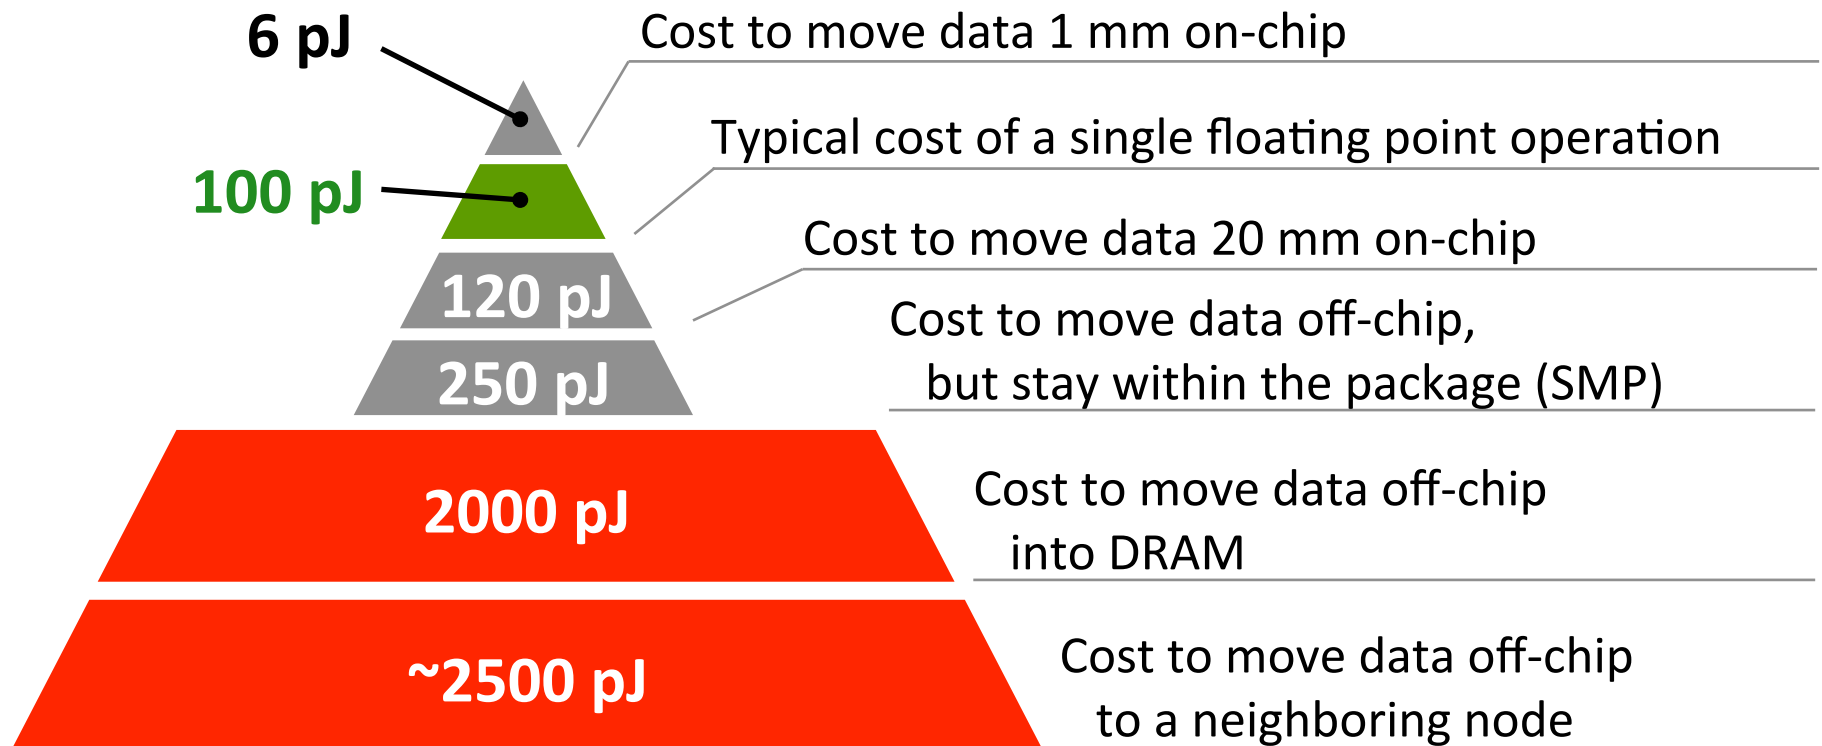 6 pJ
Cost to move data 1 mm on-chip
100 pJ
Typical cost of a single floating point operation
120 pJ
Cost to move data 20 mm on-chip
250 pJ
Cost to move data off-chip,
but stay within the package (SMP)
2000 pJ
Cost to move data off-chip
into DRAM
~2500 pJ
Cost to move data off-chip
to a neighboring node